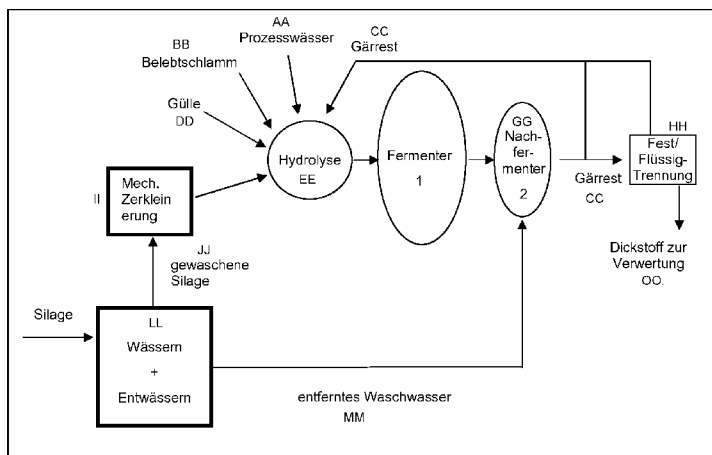 AA
Prozesswässer
CC
Gärrest
BB
Belebtschlamm
Gülle
DD
HH
Fest/
Flüssig-
Trennung
GG
Nach-
fer-
menter
2
Hydrolyse
EE
Fermenter
1
Gärrest
CC
II
Mech.
Zerklein
erung
JJ
gewaschene
Silage
Dickstoff zur
Verwertung
OO.
Silage
LL
Wässern
+
Entwässern
entferntes Waschwasser
MM